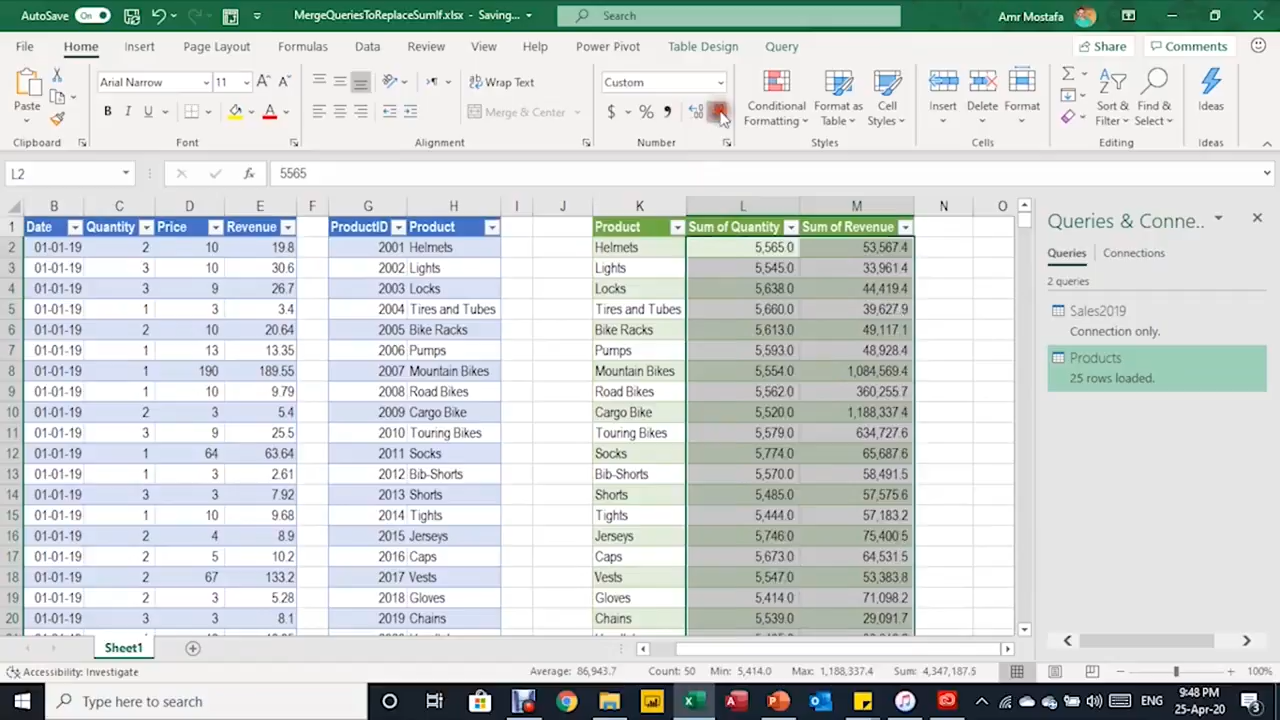 AutoSave On MergeQueriesToReplaceSumIf.xlsx - Saving... Search Amr Mostafa
File Home Insert Page Layout Formulas Data Review View Help Power Pivot Table Design Query Share Comments
Paste Arial Narrow 11 Wrap Text Custom Conditional Formatting Format as Table Cell Styles Insert Delete Format Sort & Filter Find & Select Ideas
B I U Merge & Center $ %
Clipboard Font Alignment Number Styles Cells Editing Ideas
L2 fx 5565
B C D E F G H I J K L M N O
1 Date Quantity Price Revenue ProductID Product Product Sum of Quantity Sum of Revenue
2 01-01-19 2 10 19.8 2001 Helmets Helmets 5,565.0 53,567.4
3 01-01-19 3 10 30.6 2002 Lights Lights 5,545.0 33,961.4
4 01-01-19 3 9 26.7 2003 Locks Locks 5,638.0 44,419.4
5 01-01-19 1 3 3.4 2004 Tires and Tubes Tires and Tubes 5,660.0 39,627.9
6 01-01-19 2 10 20.64 2005 Bike Racks Bike Racks 5,613.0 49,117.1
7 01-01-19 1 13 13.35 2006 Pumps Pumps 5,593.0 48,928.4
8 01-01-19 1 190 189.55 2007 Mountain Bikes Mountain Bikes 5,554.0 1,084,569.4
9 01-01-19 1 10 9.79 2008 Road Bikes Road Bikes 5,562.0 360,255.7
10 01-01-19 2 3 5.4 2009 Cargo Bike Cargo Bike 5,520.0 1,188,337.4
11 01-01-19 3 9 25.5 2010 Touring Bikes Touring Bikes 5,579.0 634,727.6
12 01-01-19 1 64 63.64 2011 Socks Socks 5,774.0 65,687.6
13 01-01-19 1 3 2.61 2012 Bib-Shorts Bib-Shorts 5,570.0 58,491.5
14 01-01-19 3 3 7.92 2013 Shorts Shorts 5,485.0 57,575.6
15 01-01-19 1 10 9.68 2014 Tights Tights 5,444.0 57,183.2
16 01-01-19 2 4 8.9 2015 Jerseys Jerseys 5,746.0 75,400.5
17 01-01-19 2 5 10.2 2016 Caps Caps 5,673.0 64,531.5
18 01-01-19 2 67 133.2 2017 Vests Vests 5,547.0 53,383.8
19 01-01-19 2 3 5.28 2018 Gloves Gloves 5,414.0 71,098.2
20 01-01-19 3 3 8.1 2019 Chains Chains 5,539.0 29,091.7
Queries & Conne..
Queries Connections
2 queries
Sales2019
Connection only.
Products
25 rows loaded.
Sheet1
Accessibility: Investigate Average: 86,943.7 Count: 50 Min: 5,414.0 Max: 1,188,337.4 Sum: 4,347,187.5 100%
Type here to search ENG 9:48 PM
25-Apr-20 3